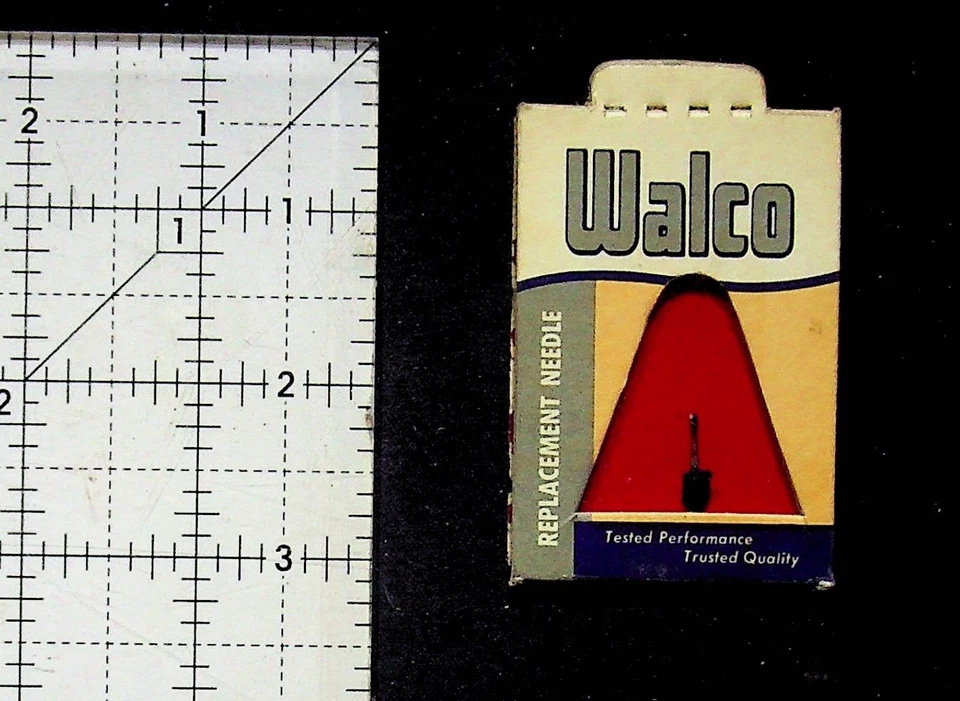 2 1
1
1
2
2
3
Walco
REPLACEMENT NEEDLE
Tested Performance
Trusted Quality